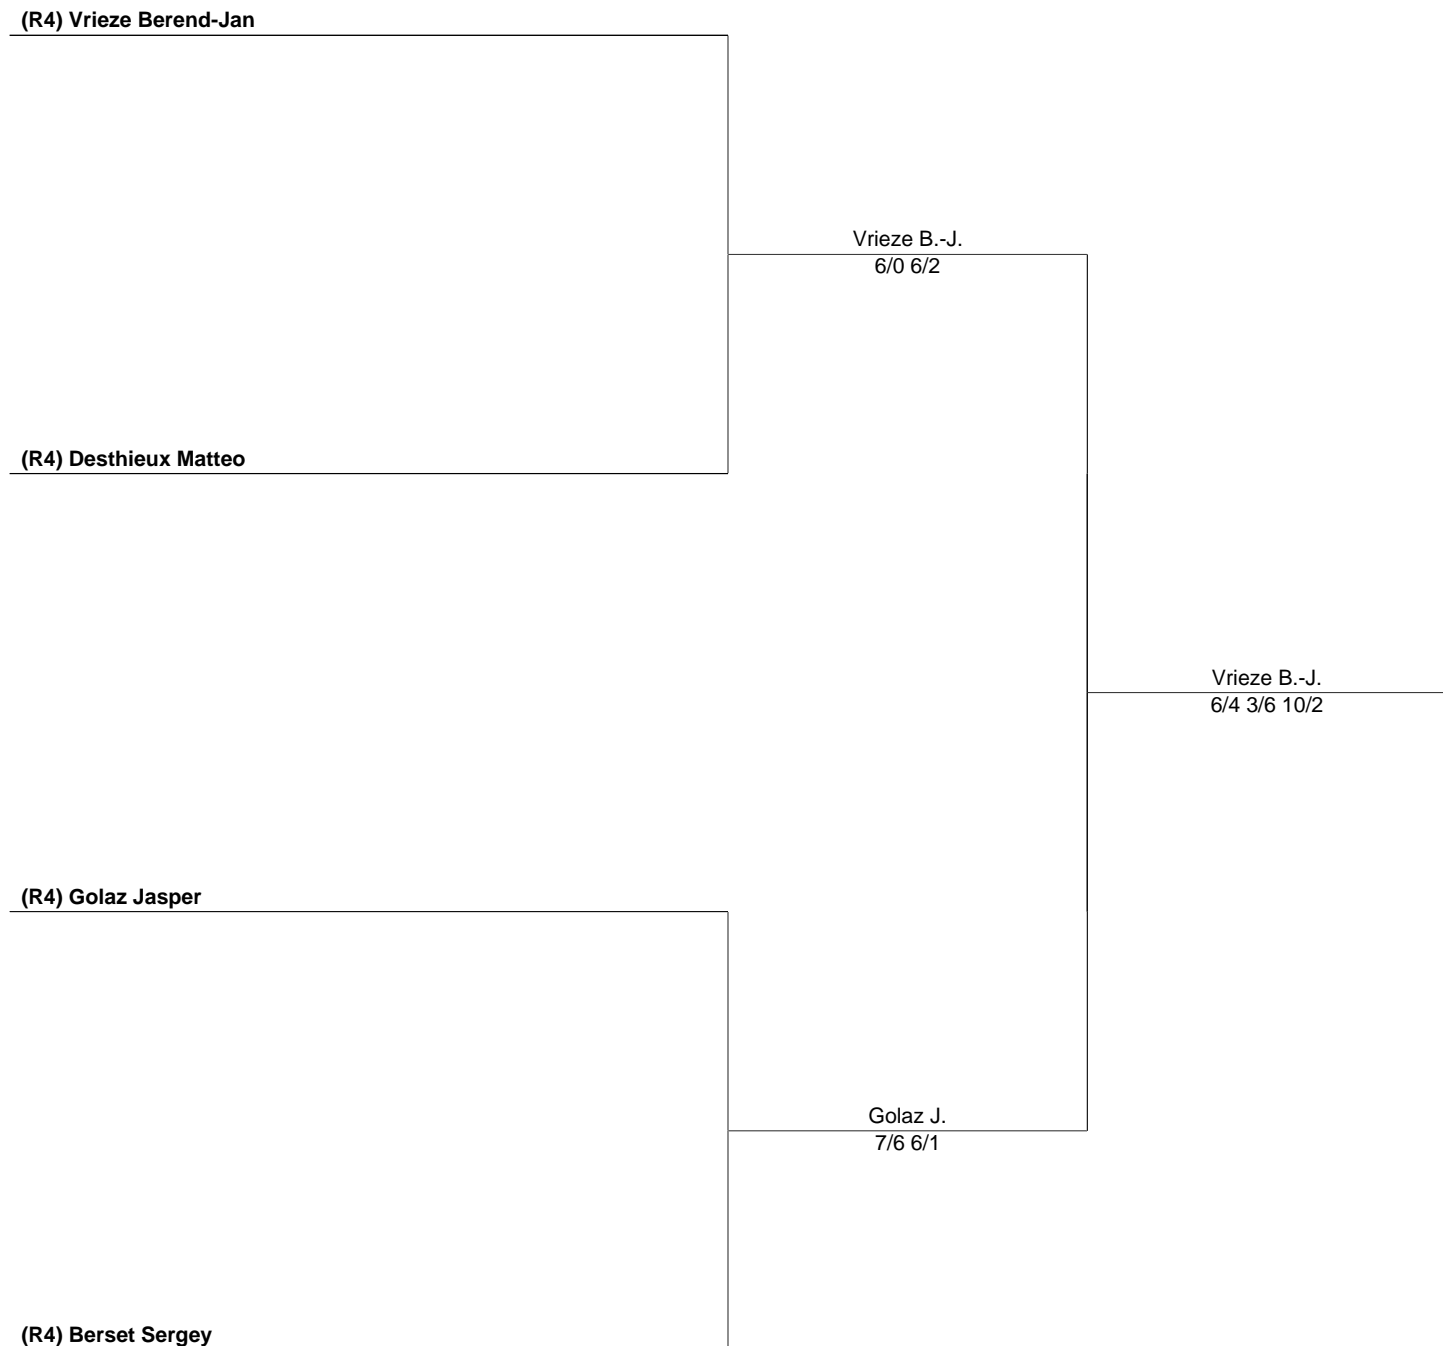 (R4) Vrieze Berend-Jan
Vrieze B.-J.
6/0 6/2
(R4) Desthieux Matteo
Vrieze B.-J.
6/4 3/6 10/2
(R4) Golaz Jasper
Golaz J.
7/6 6/1
(R4) Berset Sergey